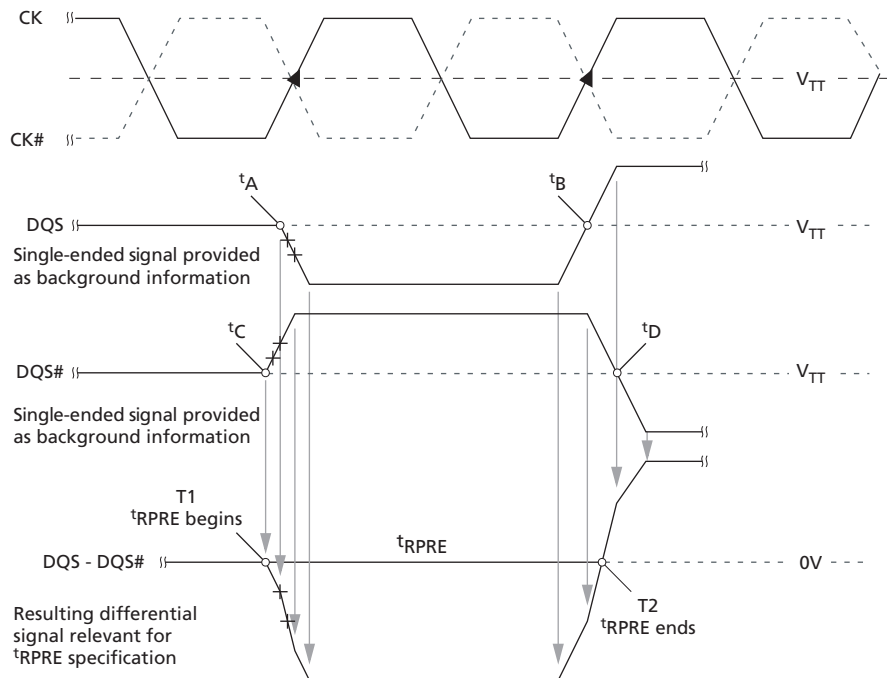 CK
VTT
CK#
tA
tB
DQS
VTT
Single-ended signal provided
as background information
tC
tD
DQS#
VTT
Single-ended signal provided
as background information
T1
tRPRE begins
tRPRE
DQS - DQS#
0V
T2
tRPRE ends
Resulting differential
signal relevant for
tRPRE specification